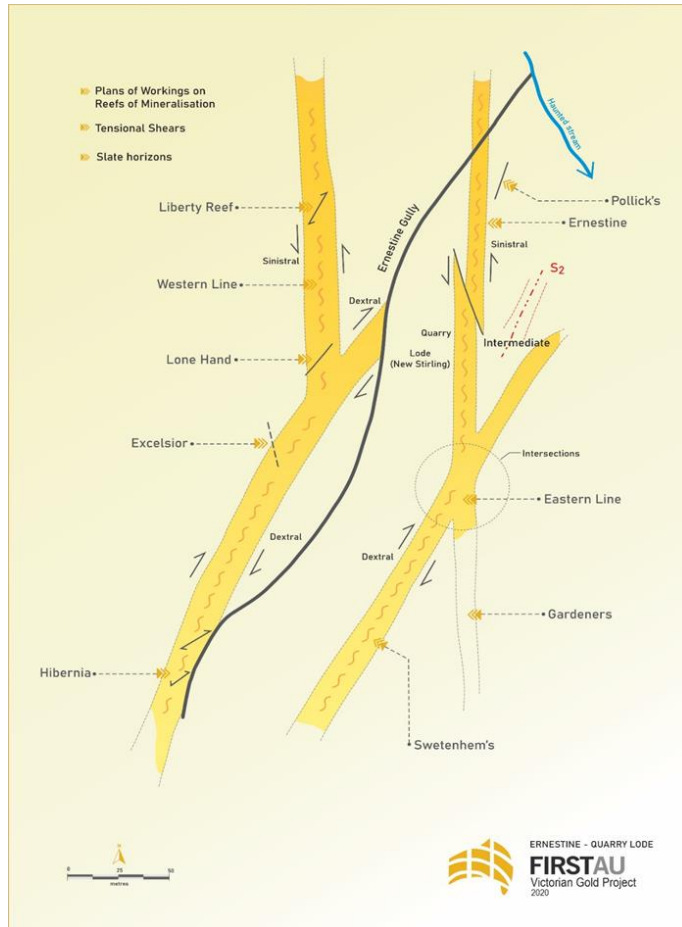 Plans of Workings on
Reefs of Mineralisation
Tensional Shears
Slate horizons
Haunted stream
Liberty Reef
Pollick's
Ernestine
Ernestine Gully
Sinistral
Sinistral
Western Line
S2
Dextral
Quarry
Lode
(New Stirling)
Intermediate
Lone Hand
Excelsior
Intersections
Eastern Line
Dextral
Dextral
Gardeners
Hibernia
Swetenhem's
N
0 25 50
metres
ERNESTINE - QUARRY LODE
FIRSTAU
Victorian Gold Project
2020